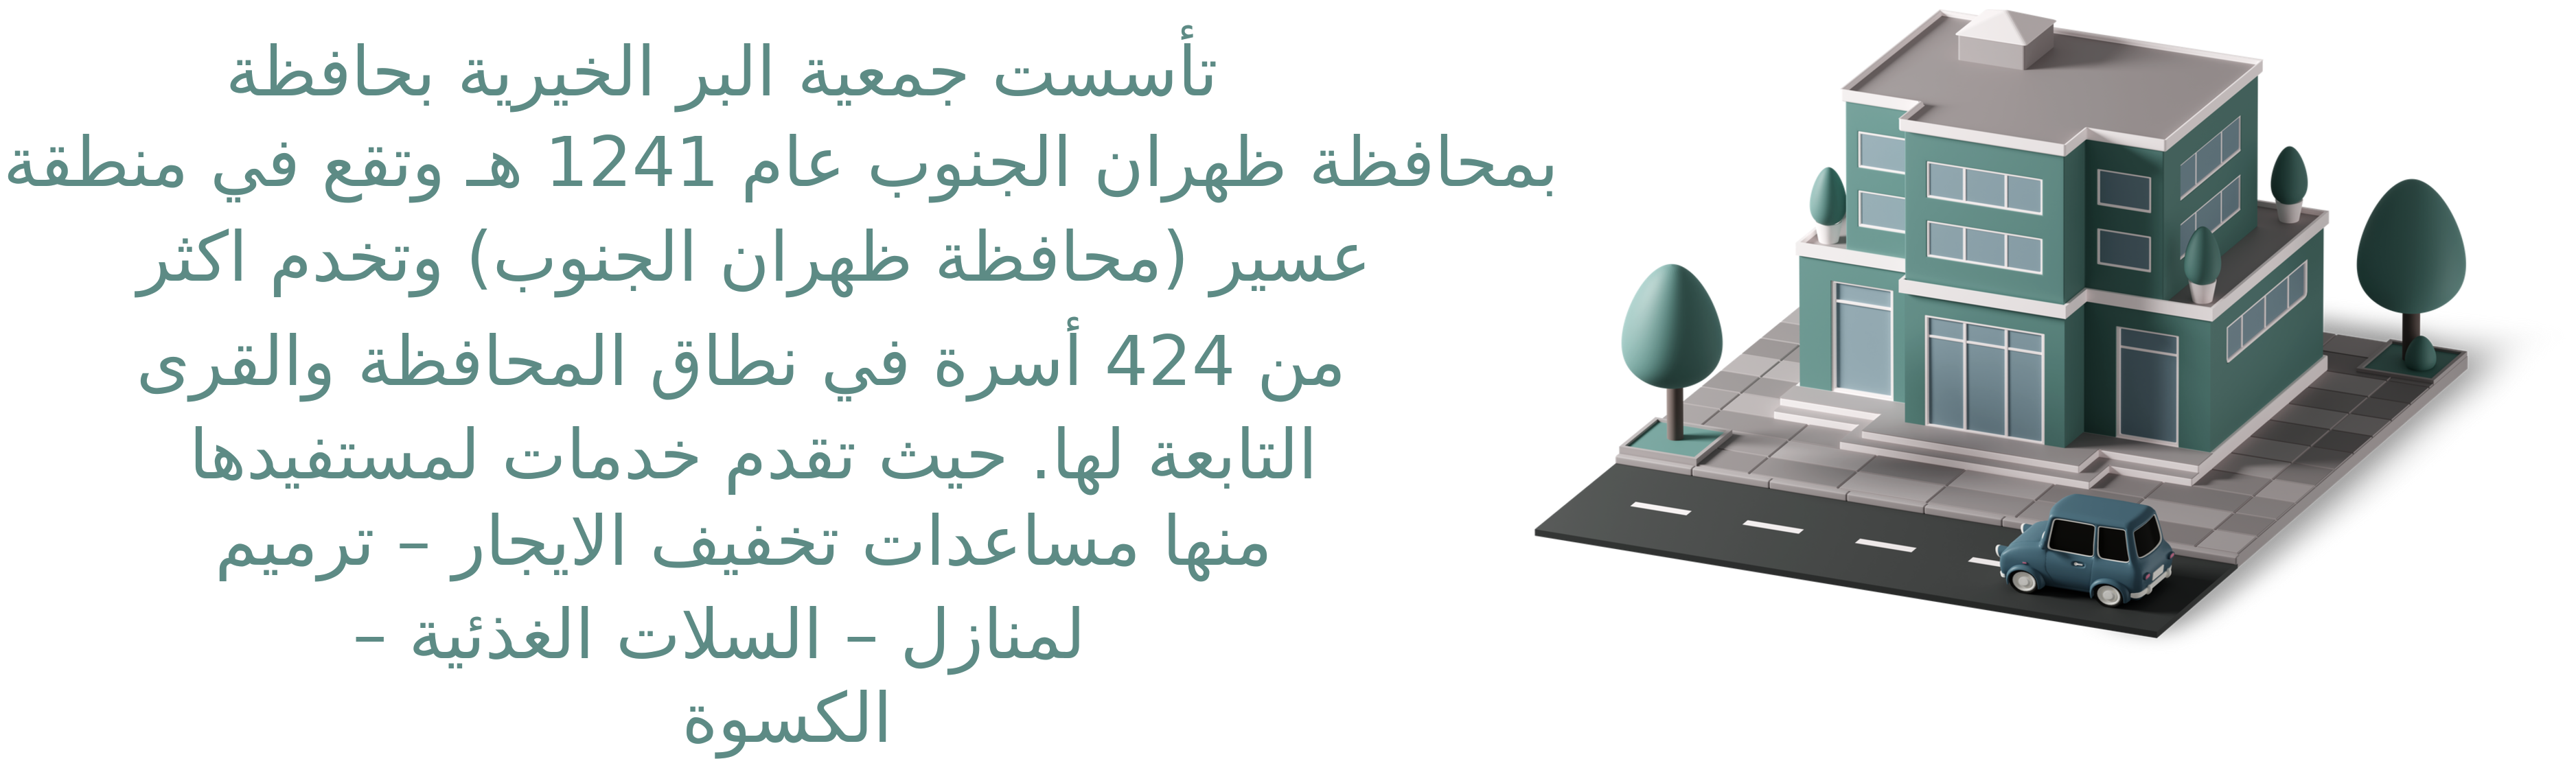 تأسست جمعية البر الخيرية بحافظة
بمحافظة ظهران الجنوب عام 1241 هـ وتقع في منطقة
عسير (محافظة ظهران الجنوب) وتخدم اكثر
من 424 أسرة في نطاق المحافظة والقرى
التابعة لها. حيث تقدم خدمات لمستفيدها
منها مساعدات تخفيف الايجار – ترميم
لمنازل – السلات الغذئية –
الكسوة